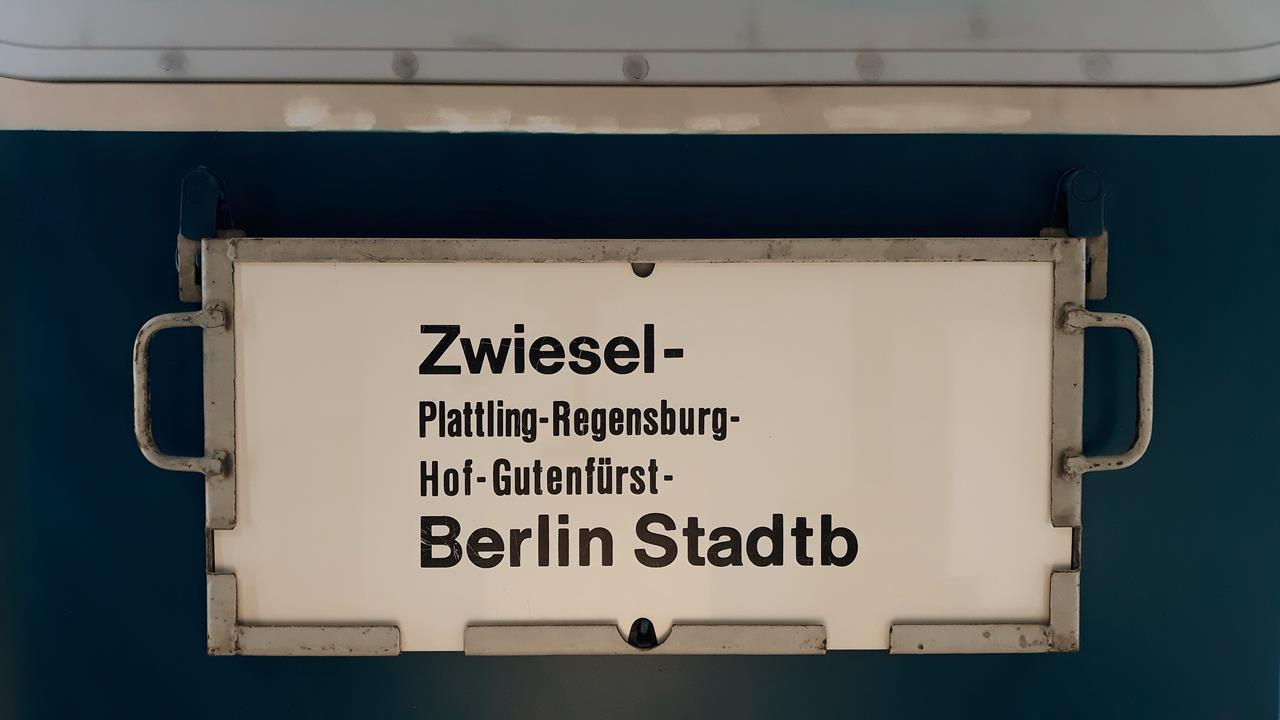 Zwiesel-
Plattling-Regensburg-
Hof-Gutenfürst-
Berlin Stadtb